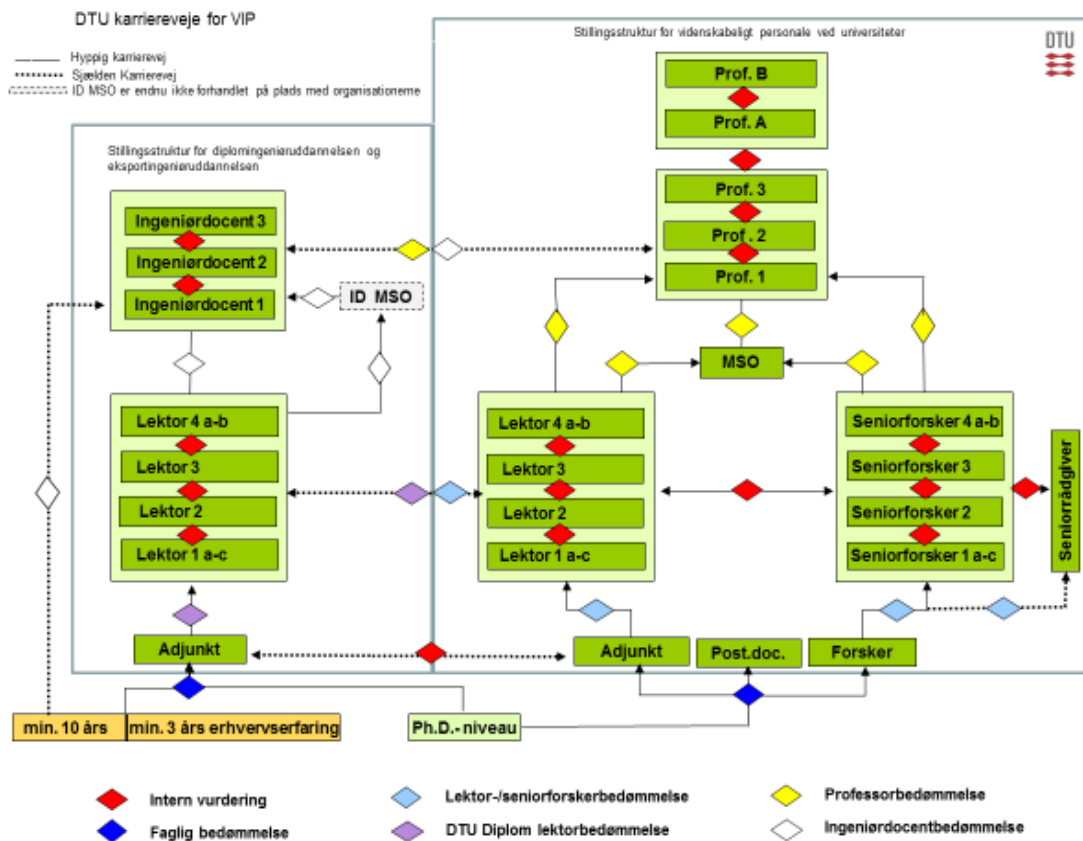 DTU karriereveje for VIP
Hyppig karrierevej
Sjælden Karrierevej
ID MSO er endnu ikke forhandlet på plads med organisationerne
Stillingsstruktur for videnskabeligt personale ved universiteter
DTU
Prof. B
Prof. A
Prof. 3
Prof. 2
Prof. 1
MSO
Stillingsstruktur for diplomingeniøruddannelsen og
eksportingeniøruddannelsen
Ingeniørdocent 3
Ingeniørdocent 2
Ingeniørdocent 1
ID MSO
Lektor 4 a-b
Lektor 3
Lektor 2
Lektor 1 a-c
Lektor 4 a-b
Lektor 3
Lektor 2
Lektor 1 a-c
Seniorforsker 4 a-b
Seniorforsker 3
Seniorforsker 2
Seniorforsker 1 a-c
Seniorrådgiver
Adjunkt
Adjunkt
Post.doc.
Forsker
min. 10 års
min. 3 års erhvervserfaring
Ph.D.- niveau
Intern vurdering
Lektor-/seniorforskerbedømmelse
Professorbedømmelse
Faglig bedømmelse
DTU Diplom lektorbedømmelse
Ingeniørdocentbedømmelse